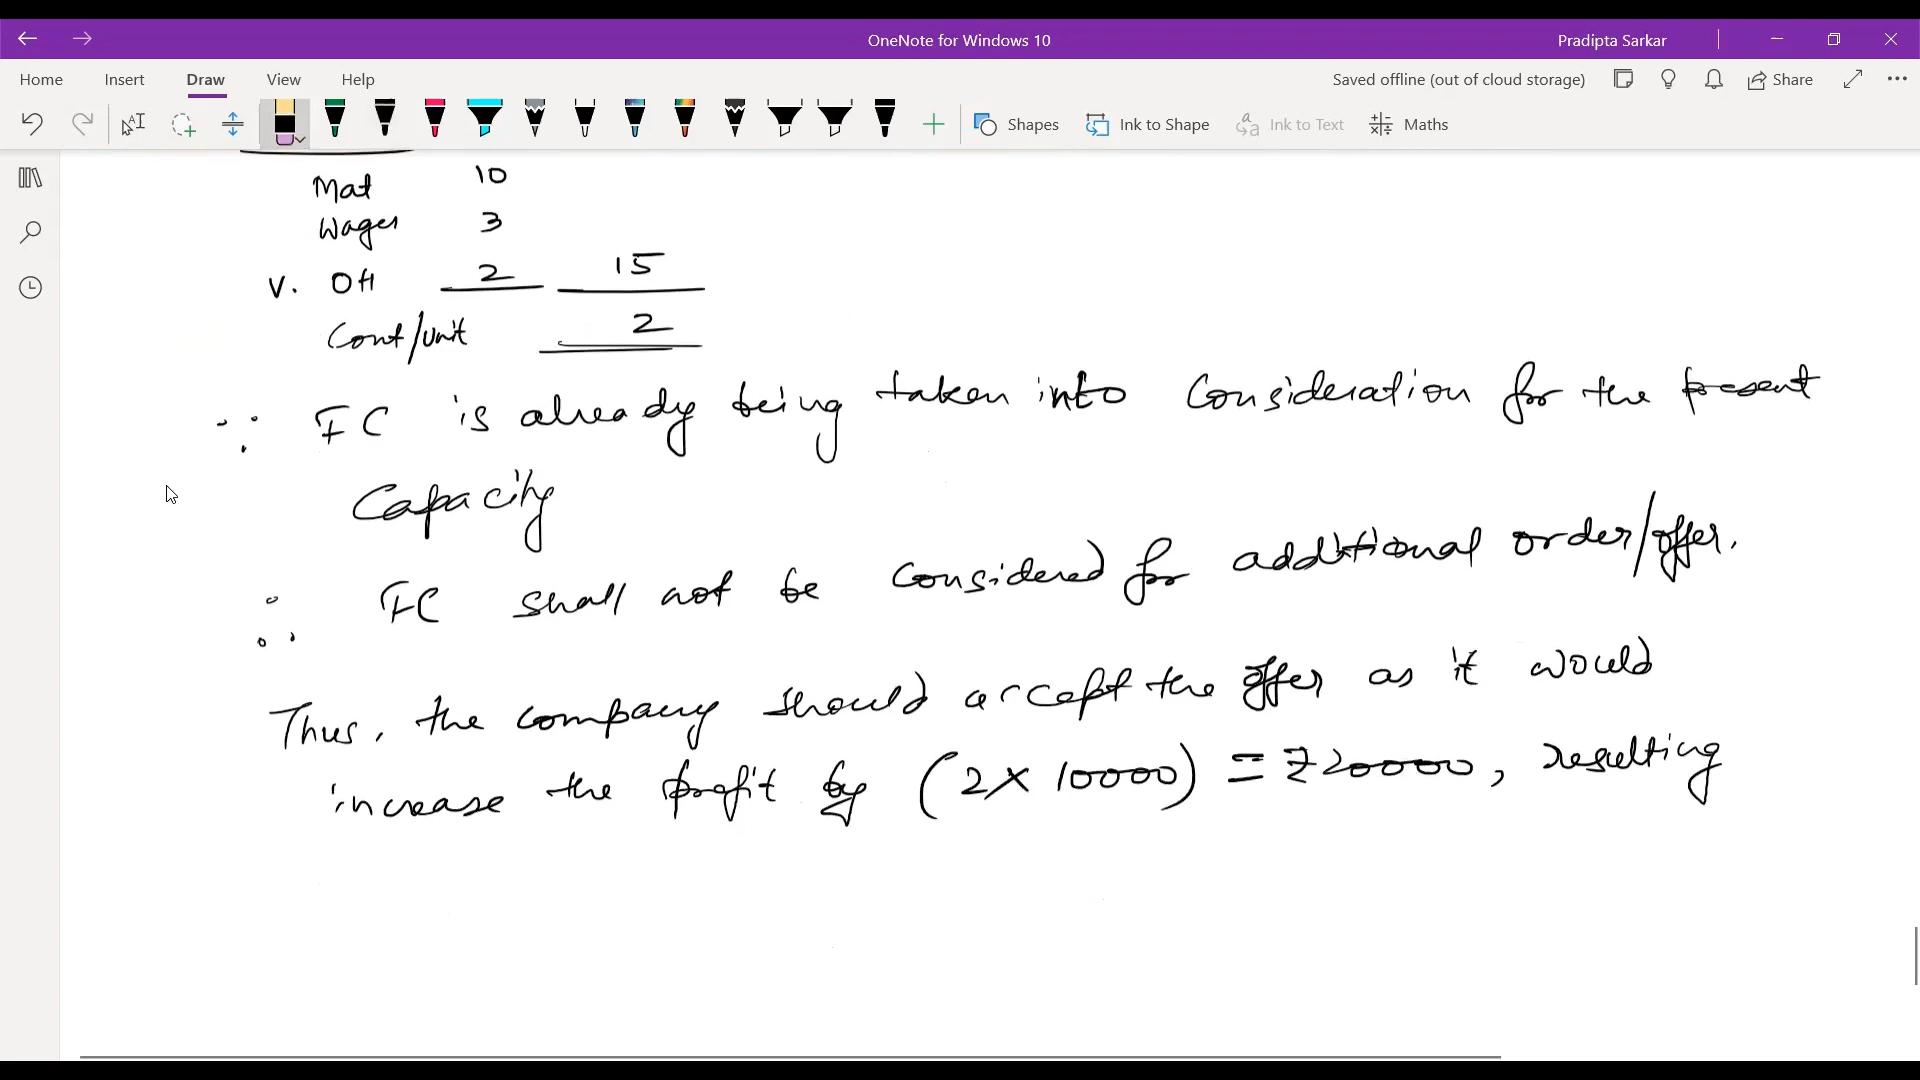 OneNote for Windows 10
Pradipta Sarkar
Home Insert Draw View Help
Saved offline (out of cloud storage)
Share
Shapes
Ink to Shape
Ink to Text
Maths
Mat 10
Wages 3
V. OH 2 15
Cont/unit 2
∵ FC is already being taken into Consideration for the present
Capacity
∴ FC shall not be considered for additional order/offer.
Thus, the company should accept the offer as it would
increase the profit by (2 × 10000) = ₹20000, resulting